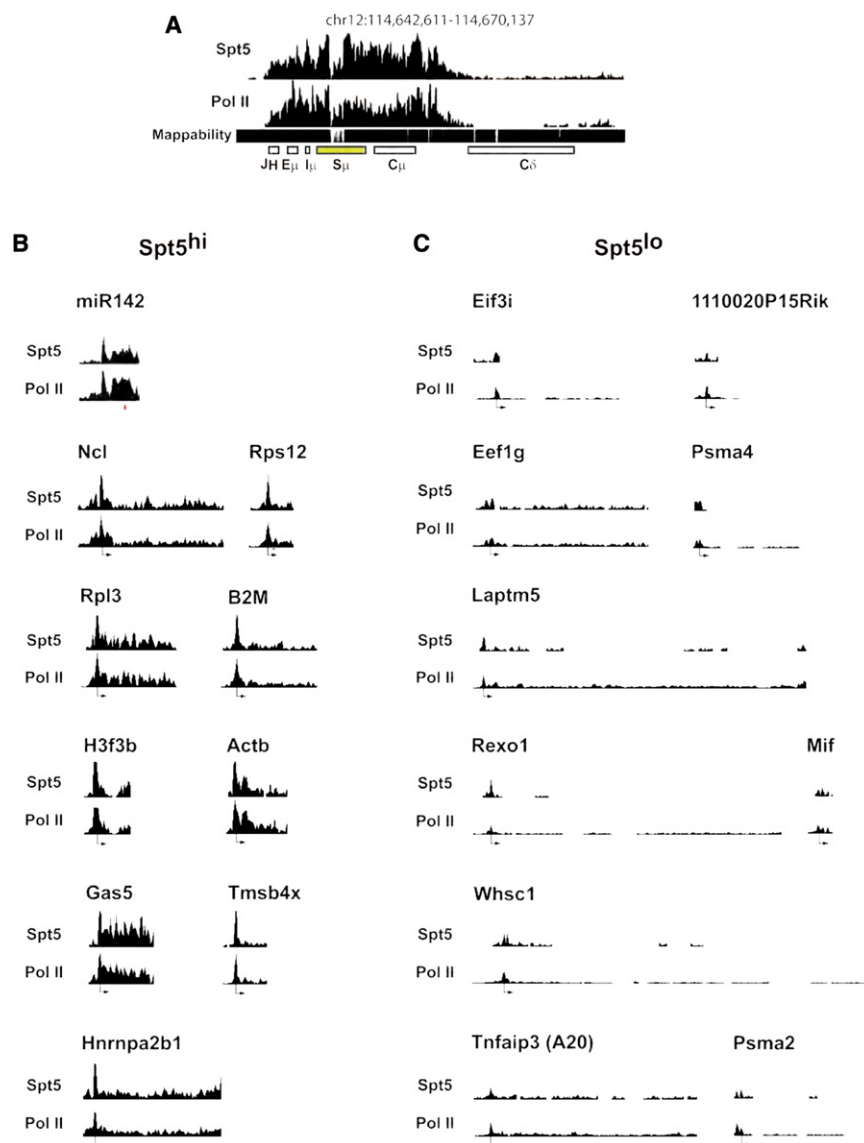 A
chr12:114,642,611-114,670,137
Spt5
Pol II
Mappability
JH Eμ Iμ Sμ Cμ Cδ
B Spt5hi
C Spt5lo
miR142
Eif3i 1110020P15Rik
Spt5 Spt5
Pol II Pol II
Ncl Rps12
Eef1g Psma4
Spt5 Spt5
Pol II Pol II
Rpl3 B2M
Laptm5
Spt5 Spt5
Pol II Pol II
H3f3b Actb
Rexo1 Mif
Spt5 Spt5
Pol II Pol II
Gas5 Tmsb4x
Whsc1
Spt5 Spt5
Pol II Pol II
Hnrnpa2b1
Tnfaip3 (A20) Psma2
Spt5 Spt5
Pol II Pol II